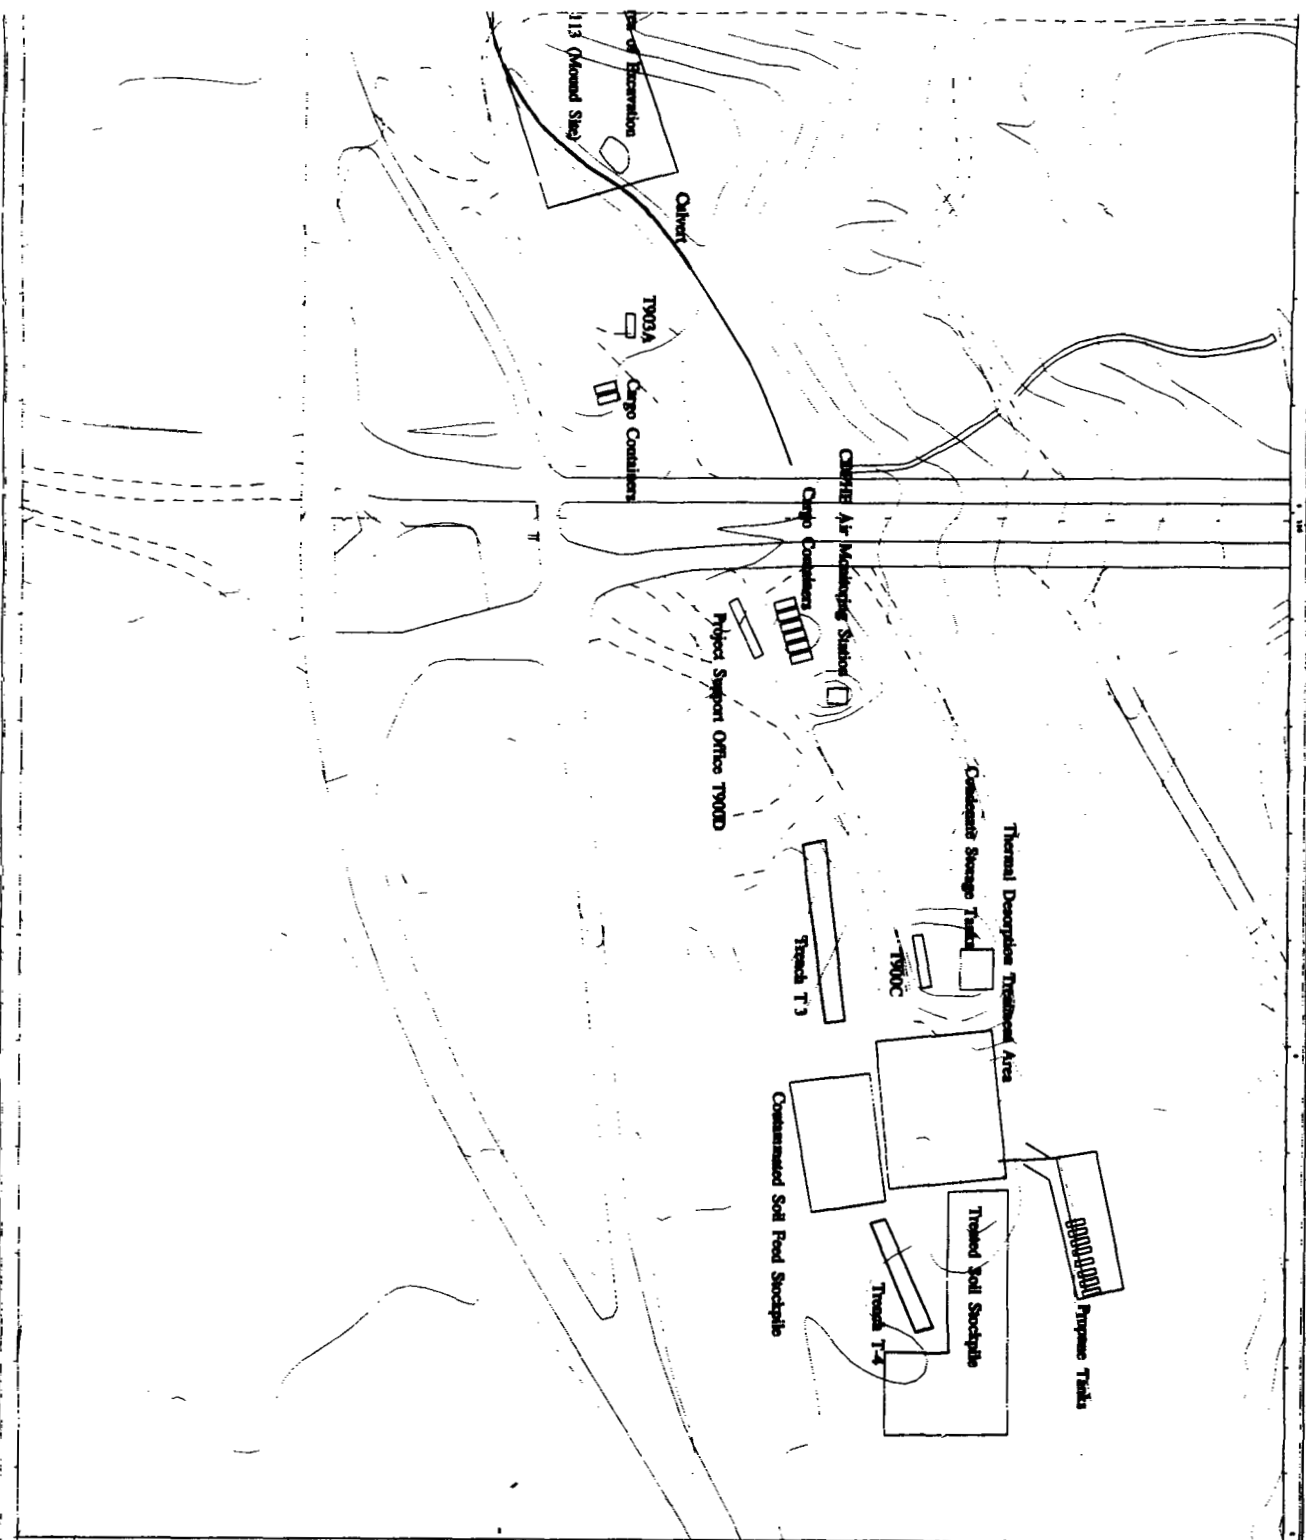 of Excavation
113 (Mound Site)
Culvert
T903A
Cargo Containers
CDPHE Air Monitoring Station
Cargo Containers
Project Support Office T900D
Thermal Desorption Treatment Area
Condensate Storage Tanks
T900C
Trench T 3
Contaminated Soil Feed Stockpile
Treated Soil Stockpile
Trench T-4
Propane Tanks